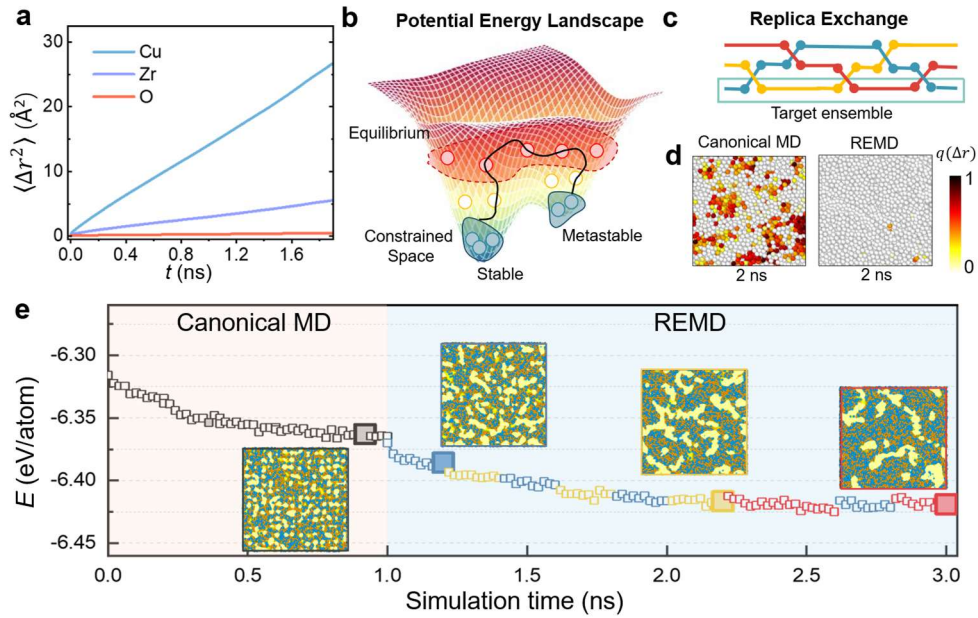 a
⟨Δr²⟩ (Å²)
30
20
10
0
Cu
Zr
O
0
0.4
0.8
1.2
1.6
t (ns)
b
Potential Energy Landscape
Equilibrium
Constrained
Space
Stable
Metastable
c
Replica Exchange
Target ensemble
d
Canonical MD
REMD
q(Δr)
1
0
2 ns
2 ns
e
Canonical MD
REMD
E (eV/atom)
-6.30
-6.35
-6.40
-6.45
0.0
0.5
1.0
1.5
2.0
2.5
3.0
Simulation time (ns)